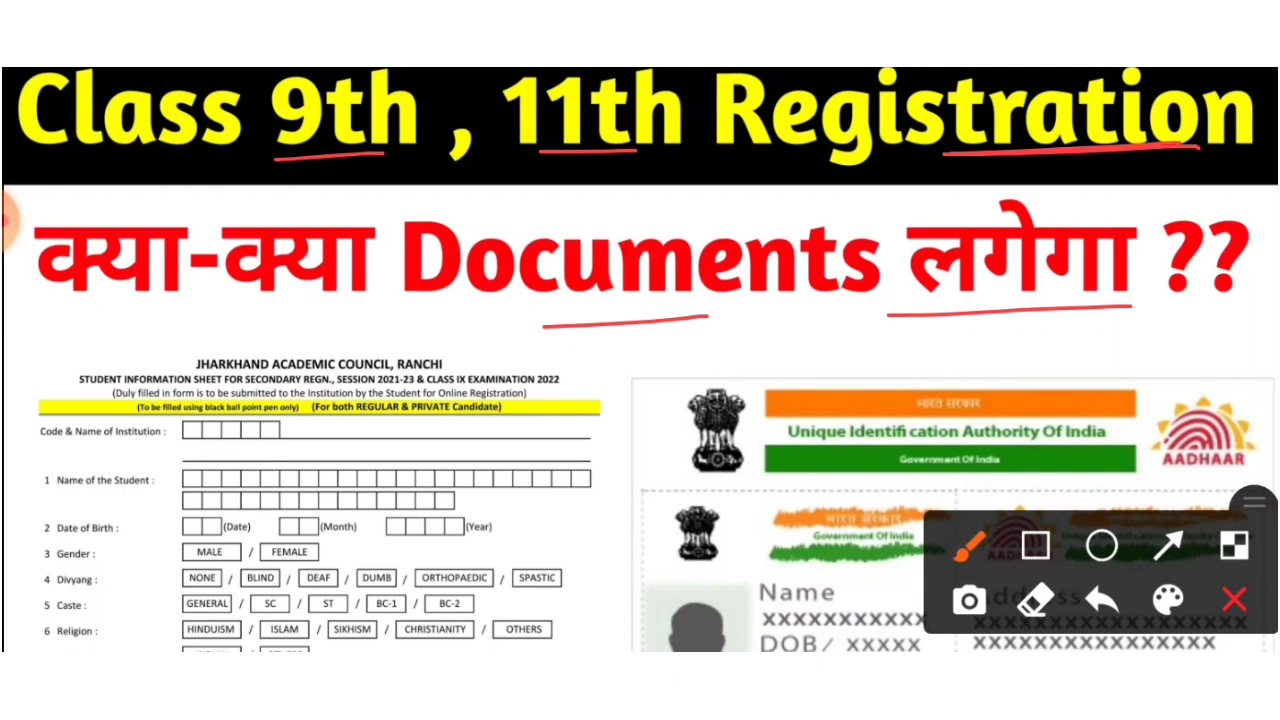 Class 9th , 11th Registration
क्या-क्या Documents लगेगा ??
JHARKHAND ACADEMIC COUNCIL, RANCHI
STUDENT INFORMATION SHEET FOR SECONDARY REGN., SESSION 2021-23 & CLASS IX EXAMINATION 2022
(Duly filled in form is to be submitted to the Institution by the Student for Online Registration)
(To be filled using black ball point pen only) (For both REGULAR & PRIVATE Candidate)
Code & Name of Institution :
1 Name of the Student :
2 Date of Birth : (Date) (Month) (Year)
3 Gender : MALE / FEMALE
4 Divyang : NONE / BLIND / DEAF / DUMB / ORTHOPAEDIC / SPASTIC
5 Caste : GENERAL / SC / ST / BC-1 / BC-2
6 Religion : HINDUISM / ISLAM / SIKHISM / CHRISTIANITY / OTHERS
भारत सरकार
Unique Identification Authority Of India
Government Of India
AADHAAR
भारत सरकार
Government Of India
Name
XXXXXXXXXXX
DOB/ XXXXX
Address
XXXXXXXXXXXXXXXXXX
XXXXXXXXXXXXXXXX